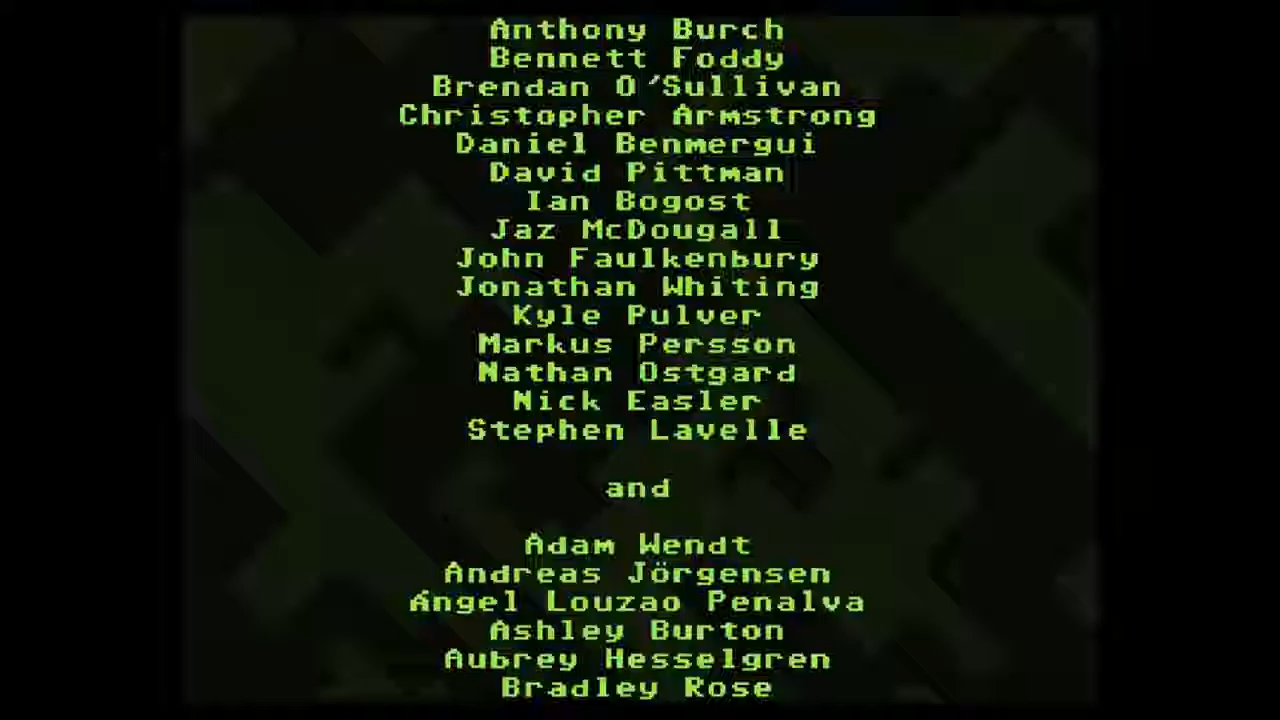 Anthony Burch
Bennett Foddy
Brendan O'Sullivan
Christopher Armstrong
Daniel Benmergui
David Pittman
Ian Bogost
Jaz McDougall
John Faulkenbury
Jonathan Whiting
Kyle Pulver
Markus Persson
Nathan Ostgard
Nick Easler
Stephen Lavelle
and
Adam Wendt
Andreas Jörgensen
Ángel Louzao Penalva
Ashley Burton
Aubrey Hesselgren
Bradley Rose